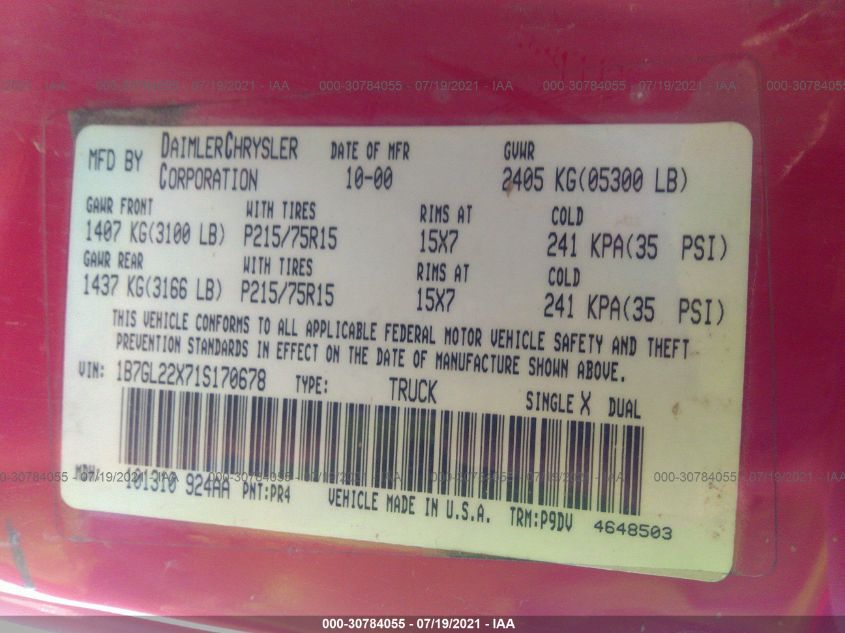 000-30784055 - 07/19/2021 - IAA 000-30784055 - 07/19/2021 - IAA 000-30784055 - 07/19/2021 - IAA
MFD BY DAIMLERCHRYSLER CORPORATION DATE OF MFR 10-00 GVWR 2405 KG(05300 LB)
GAWR FRONT WITH TIRES RIMS AT COLD
1407 KG(3100 LB) P215/75R15 15X7 241 KPA(35 PSI)
GAWR REAR WITH TIRES RIMS AT COLD
1437 KG(3166 LB) P215/75R15 15X7 241 KPA(35 PSI)
THIS VEHICLE CONFORMS TO ALL APPLICABLE FEDERAL MOTOR VEHICLE SAFETY AND THEFT
PREVENTION STANDARDS IN EFFECT ON THE DATE OF MANUFACTURE SHOWN ABOVE.
VIN: 1B7GL22X71S170678 TYPE: TRUCK SINGLE X DUAL
MDH: 101310 924AA PNT:PR4 VEHICLE MADE IN U.S.A. TRM:P9DV 4648503
000-30784055 - 07/19/2021 - IAA 000-30784055 - 07/19/2021 - IAA
000-30784055 - 07/19/2021 - IAA